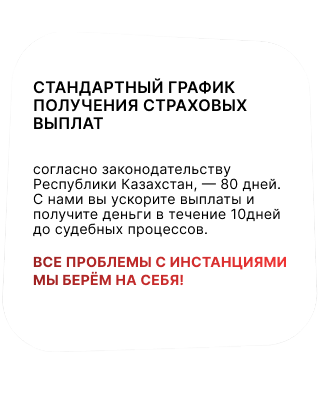 СТАНДАРТНЫЙ ГРАФИК
ПОЛУЧЕНИЯ СТРАХОВЫХ
ВЫПЛАТ
согласно законодательству
Республики Казахстан, — 80 дней.
С нами вы ускорите выплаты и
получите деньги в течение 10дней
до судебных процессов.
ВСЕ ПРОБЛЕМЫ С ИНСТАНЦИЯМИ
МЫ БЕРЁМ НА СЕБЯ!